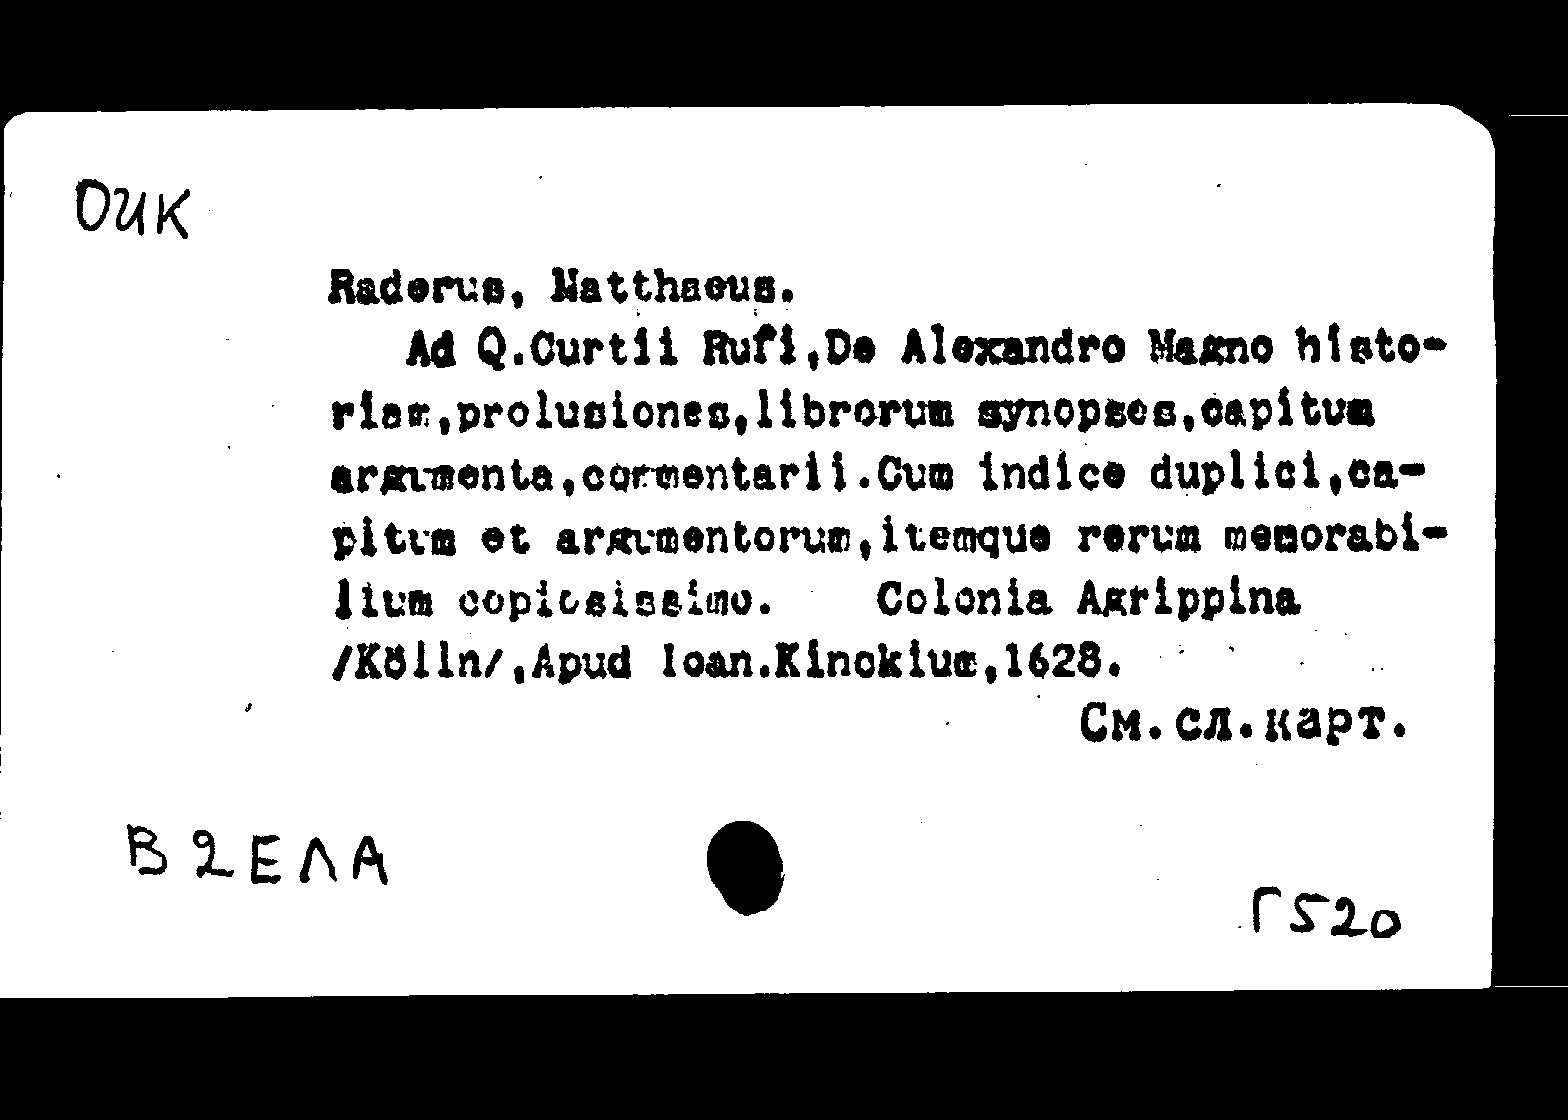 ОИК
Raderus, Matthaeus.
Ad Q.Curtii Rufi,De Alexandro Magno histo-
riam,prolusiones,librorum synopses,capitum
argumenta,commentarii.Cum indice duplici,ca-
pitum et argumentorum,itemque rerum memorabi-
lium copiosissimo. Colonia Agrippina
/Kölln/,Apud Ioan.Kinckium,1628.
См.сл.карт.
В 2 Е Л А
Г 520